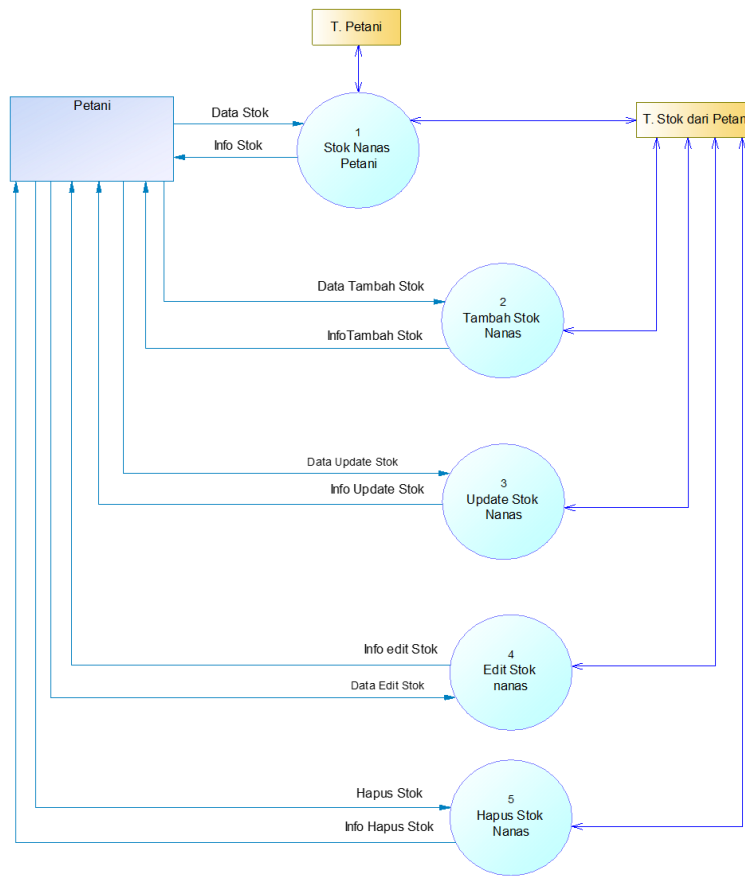 T. Petani
Petani
Data Stok
Info Stok
1
Stok Nanas
Petani
T. Stok dari Petani
Data Tambah Stok
InfoTambah Stok
2
Tambah Stok
Nanas
Data Update Stok
Info Update Stok
3
Update Stok
Nanas
Info edit Stok
Data Edit Stok
4
Edit Stok
nanas
Hapus Stok
Info Hapus Stok
5
Hapus Stok
Nanas